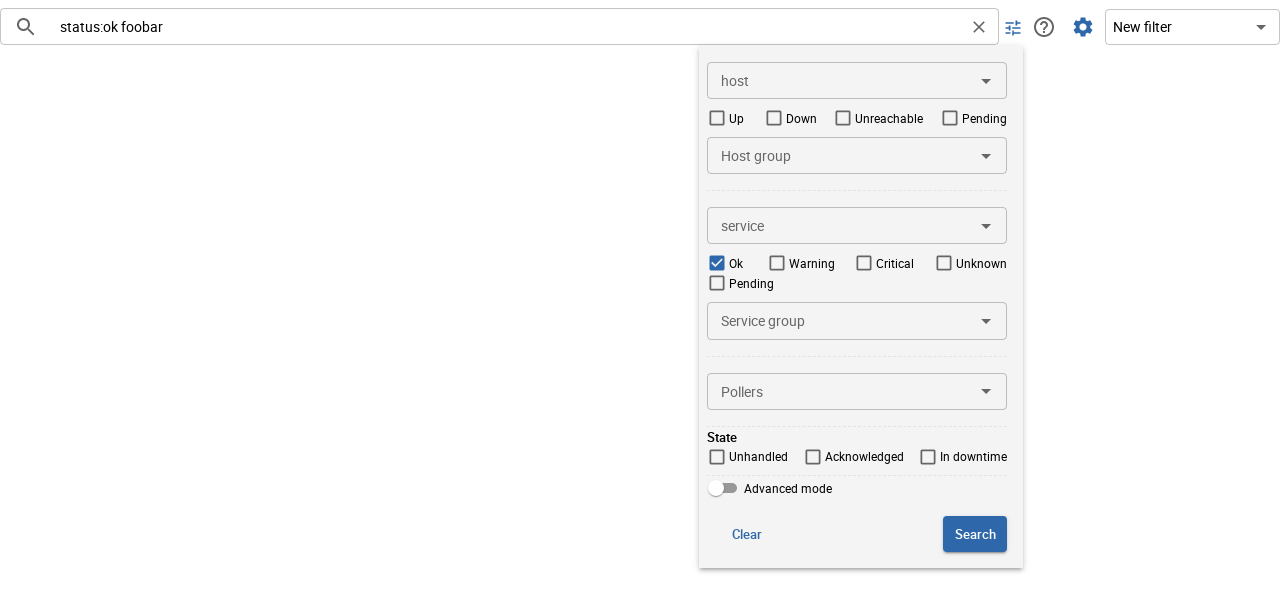 status:ok foobar
New filter
host
Up Down Unreachable Pending
Host group
service
Ok Warning Critical Unknown
Pending
Service group
Pollers
State
Unhandled Acknowledged In downtime
Advanced mode
Clear Search